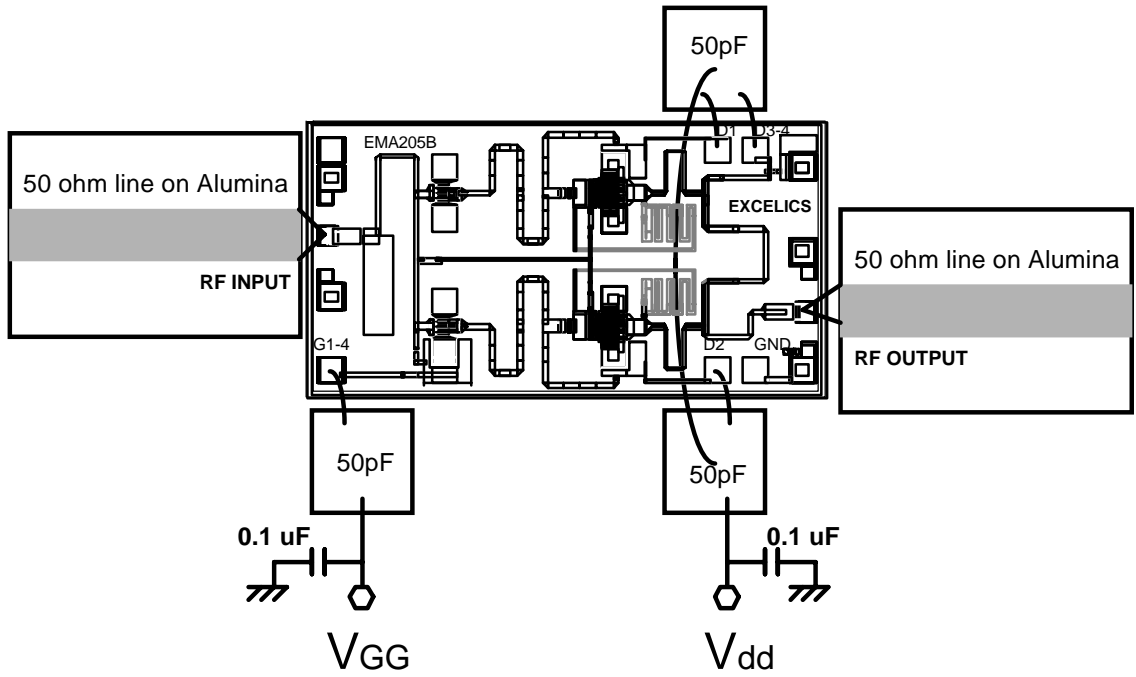 50pF
EMA205B
D1
D3-4
50 ohm line on Alumina
EXCELICS
RF INPUT
50 ohm line on Alumina
G1-4
D2
GND
RF OUTPUT
50pF
50pF
0.1 uF
0.1 uF
VGG
Vdd